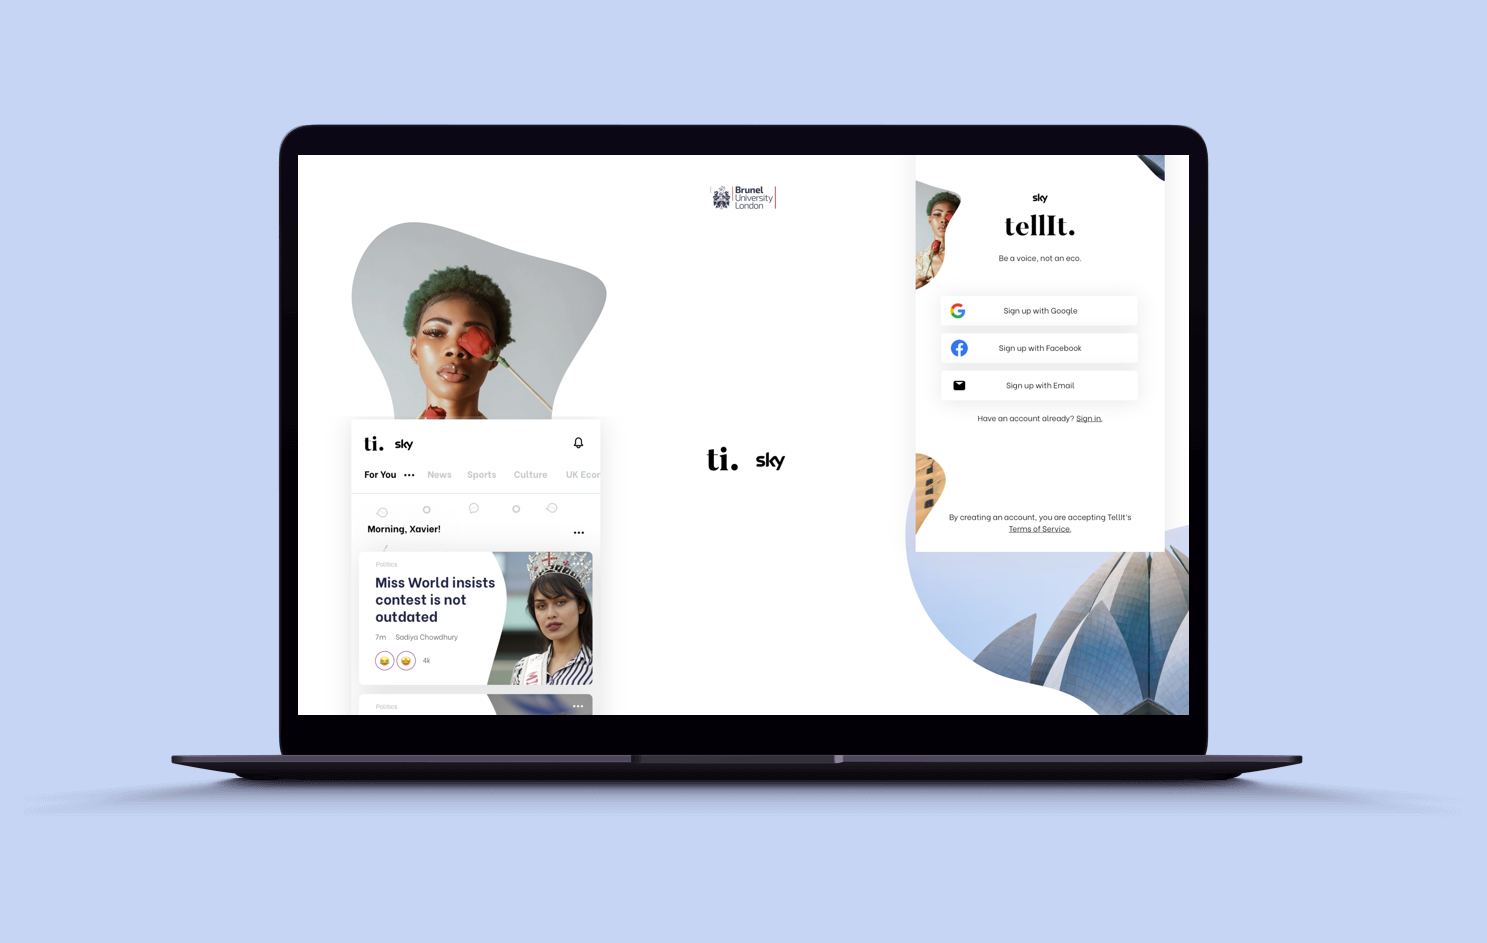 Brunel
University
London
sky
tellIt.
Be a voice, not an eco.
Sign up with Google
Sign up with Facebook
Sign up with Email
Have an account already? Sign in.
By creating an account, you are accepting TellIt's
Terms of Service.
ti. sky
ti. sky
For You ••• News Sports Culture UK Econ
Morning, Xavier!
Politics
Miss World insists
contest is not
outdated
7m Sadiya Chowdhury
4k
Politics